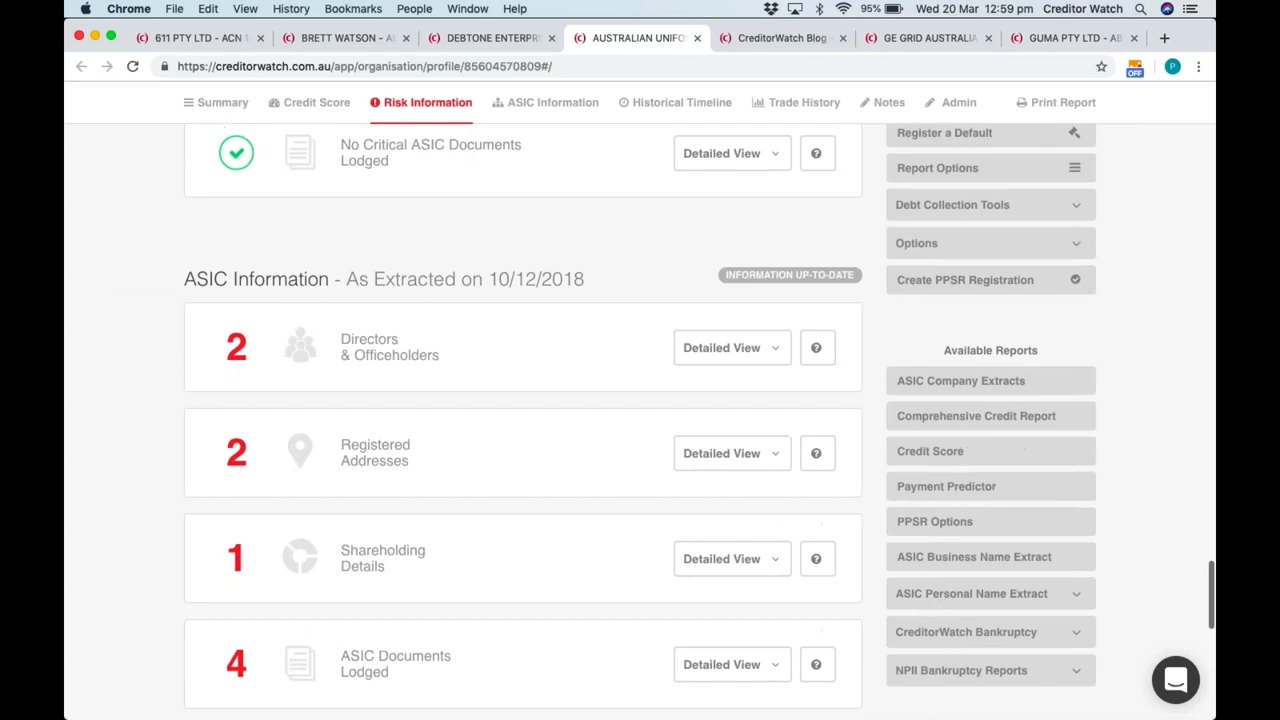 Chrome File Edit View History Bookmarks People Window Help 95% Wed 20 Mar 12:59 pm Creditor Watch
611 PTY LTD - ACN 1 BRETT WATSON - A DEBTONE ENTERPRI AUSTRALIAN UNIFO CreditorWatch Blog - GE GRID AUSTRALIA GUMA PTY LTD - AB
https://creditorwatch.com.au/app/organisation/profile/85604570809#/ OFF P
Summary Credit Score Risk Information ASIC Information Historical Timeline Trade History Notes Admin Print Report
No Critical ASIC Documents
Lodged
Detailed View
ASIC Information - As Extracted on 10/12/2018 INFORMATION UP-TO-DATE
2 Directors
& Officeholders
Detailed View
2 Registered
Addresses
Detailed View
1 Shareholding
Details
Detailed View
4 ASIC Documents
Lodged
Detailed View
Register a Default
Report Options
Debt Collection Tools
Options
Create PPSR Registration
Available Reports
ASIC Company Extracts
Comprehensive Credit Report
Credit Score
Payment Predictor
PPSR Options
ASIC Business Name Extract
ASIC Personal Name Extract
CreditorWatch Bankruptcy
NPII Bankruptcy Reports